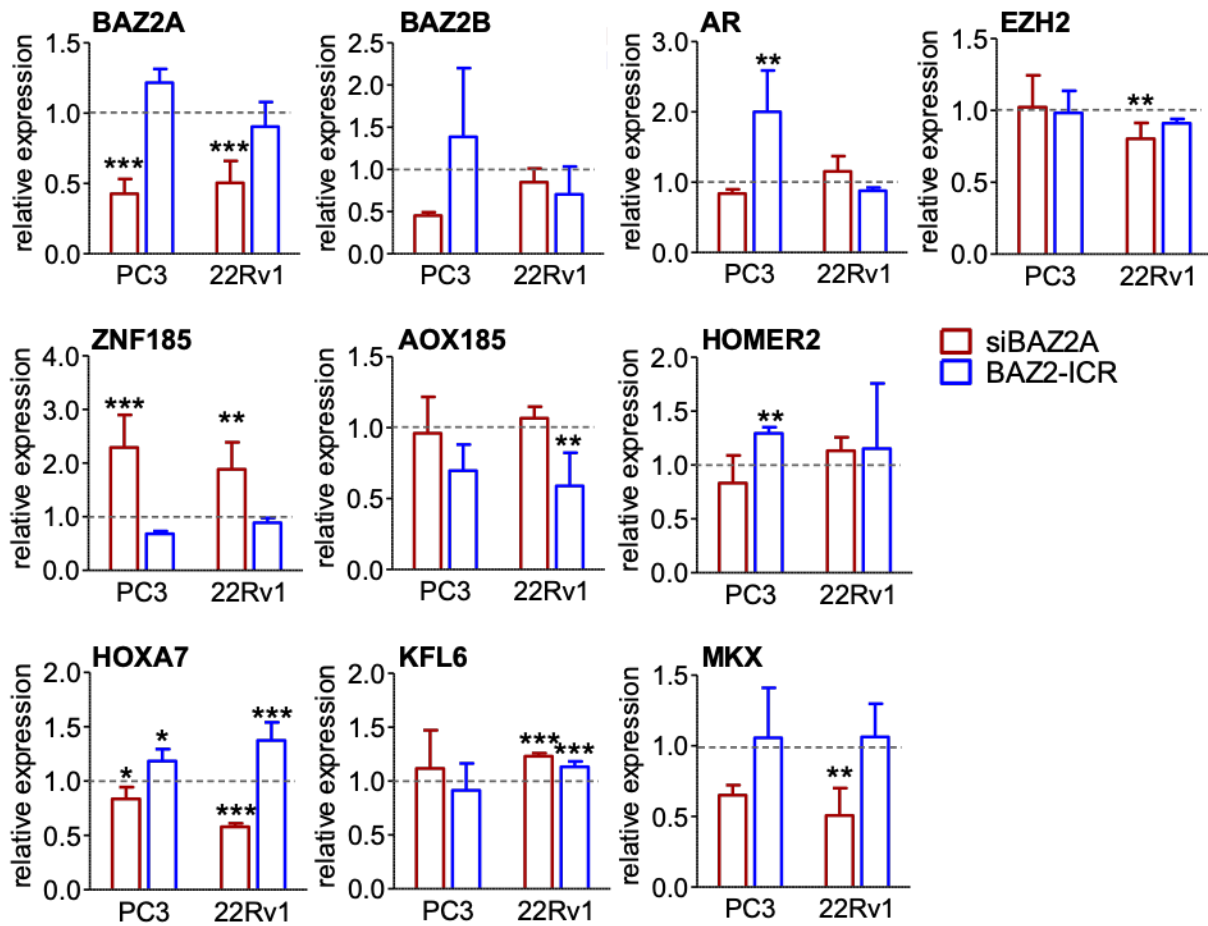 BAZ2A
relative expression
1.5
1.0
0.5
0.0
***
***
PC3 22Rv1
BAZ2B
relative expression
2.5
2.0
1.5
1.0
0.5
0.0
PC3 22Rv1
AR
relative expression
3.0
2.0
1.0
0.0
**
PC3 22Rv1
EZH2
relative expression
1.5
1.0
0.5
0.0
**
PC3 22Rv1
ZNF185
relative expression
4.0
3.0
2.0
1.0
0.0
***
**
PC3 22Rv1
AOX185
relative expression
1.5
1.0
0.5
0.0
**
PC3 22Rv1
HOMER2
relative expression
2.0
1.5
1.0
0.5
0.0
**
PC3 22Rv1
siBAZ2A
BAZ2-ICR
HOXA7
relative expression
2.0
1.5
1.0
0.5
0.0
*
*
***
***
PC3 22Rv1
KFL6
relative expression
2.0
1.5
1.0
0.5
0.0
***
***
PC3 22Rv1
MKX
relative expression
1.5
1.0
0.5
0.0
**
PC3 22Rv1